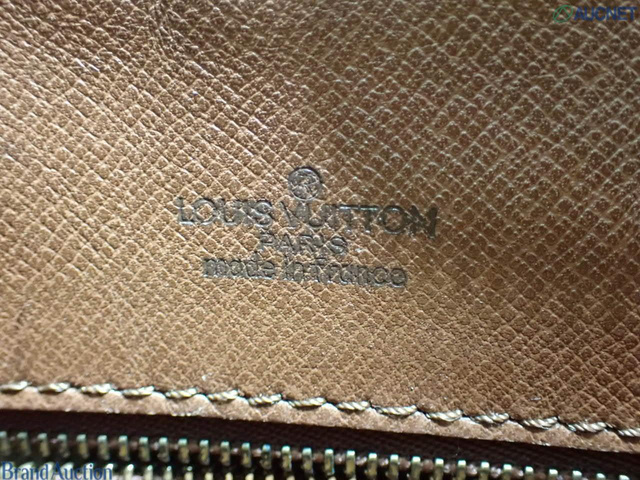 AUCNET
LOUIS VUITTON
PARIS
made in France
Brand Auction